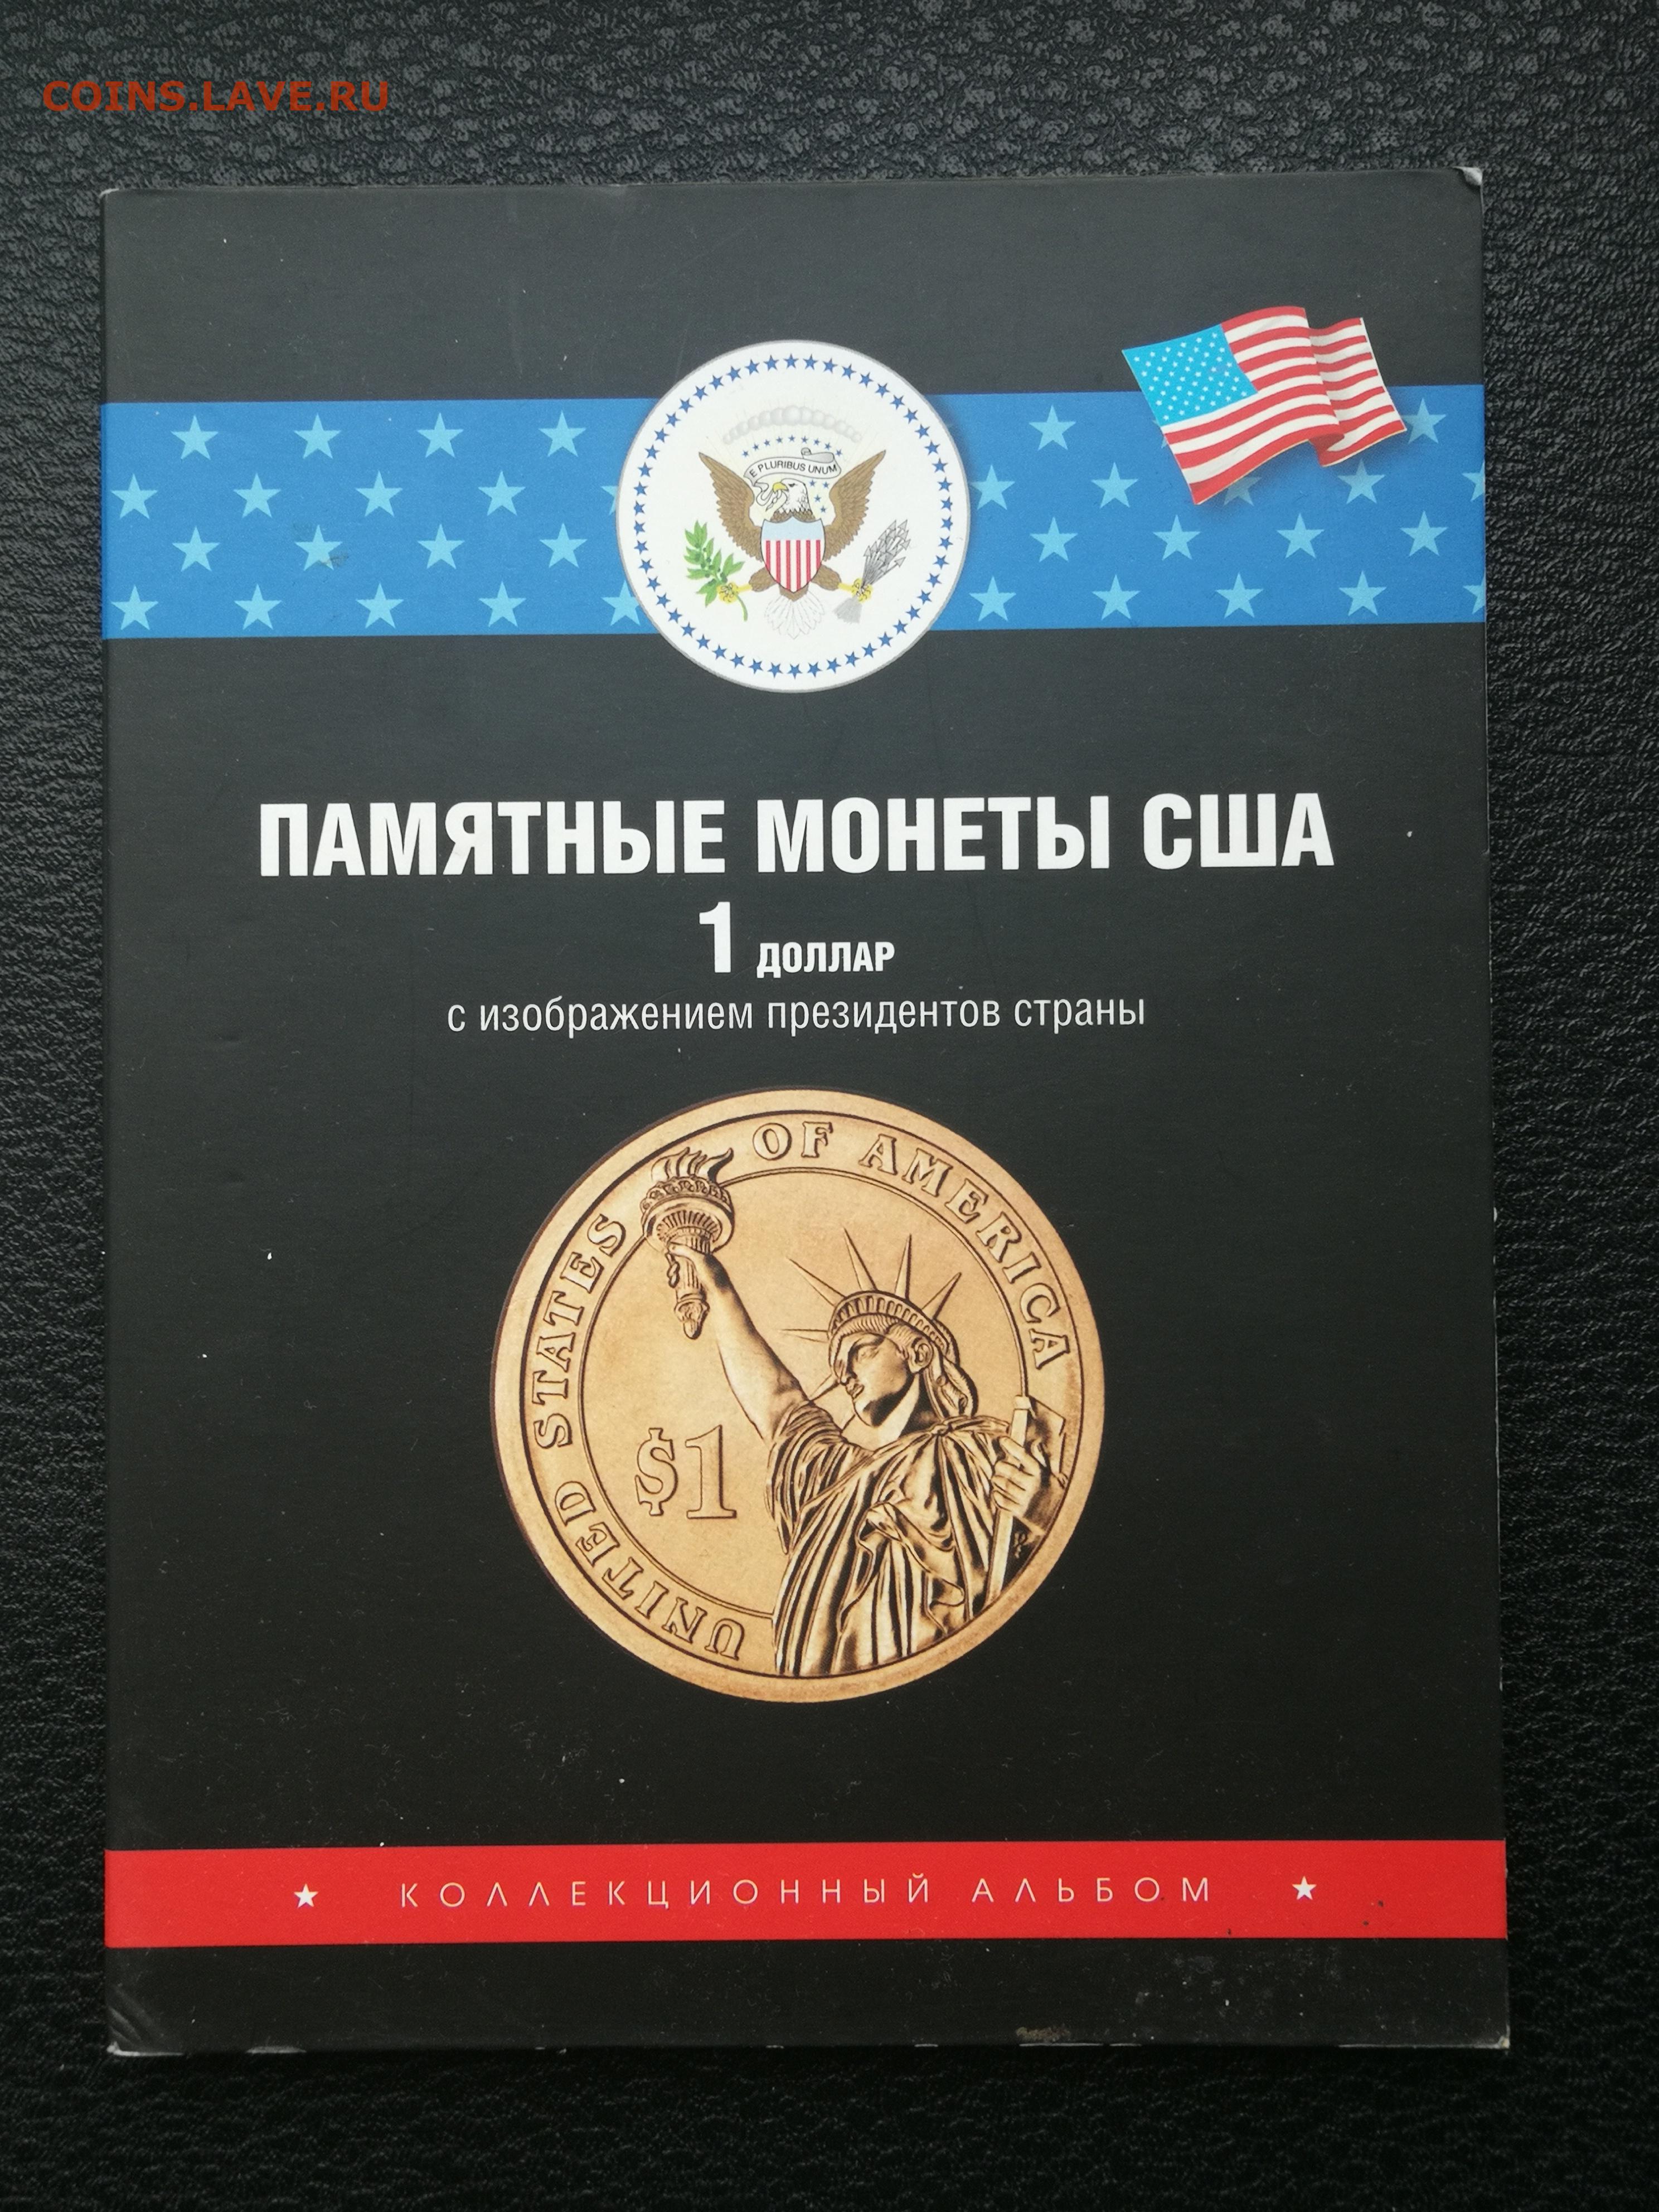 COINS.LAVE.RU
E PLURIBUS UNUM
ПАМЯТНЫЕ МОНЕТЫ США
1 ДОЛЛАР
с изображением президентов страны
UNITED STATES OF AMERICA
$1
★ КОЛЛЕКЦИОННЫЙ АЛЬБОМ ★